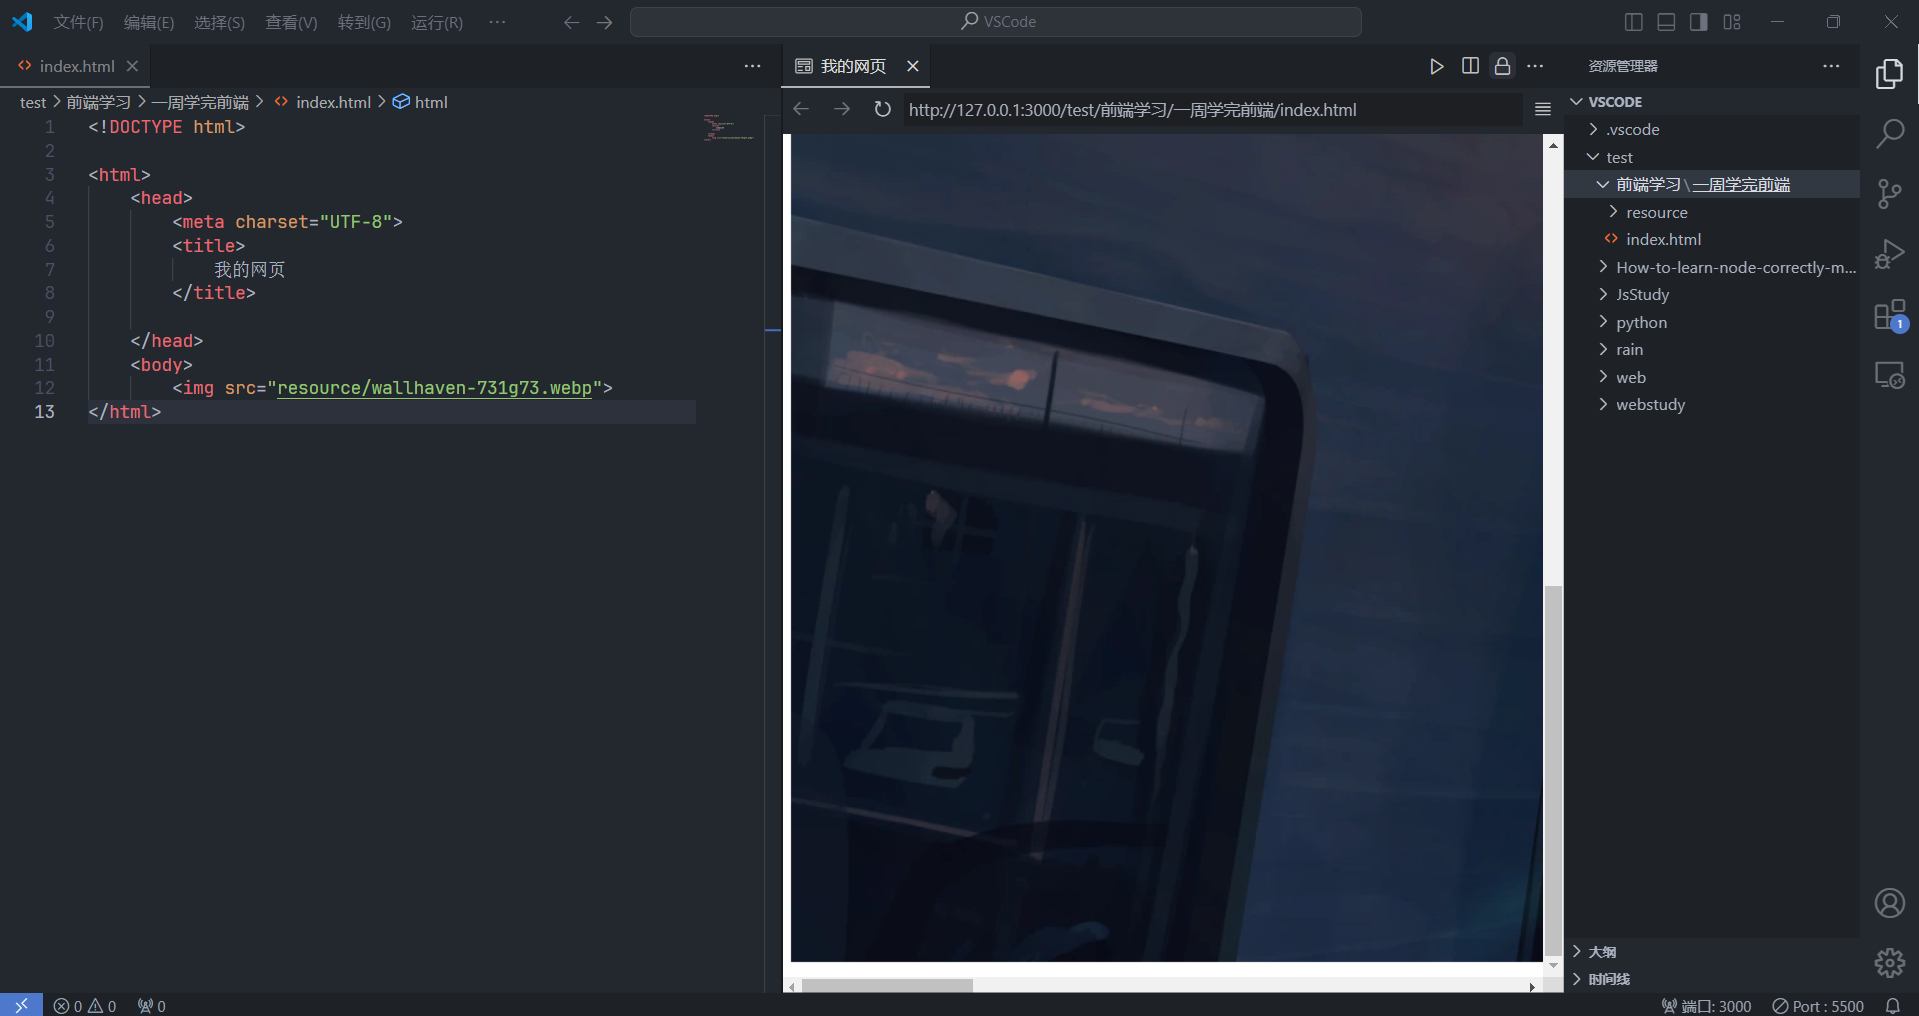 文件(F) 编辑(E) 选择(S) 查看(V) 转到(G) 运行(R) ··· VSCode
index.html
我的网页
资源管理器
test > 前端学习 > 一周学完前端 > index.html > html
http://127.0.0.1:3000/test/前端学习/一周学完前端/index.html
1 <!DOCTYPE html>
2
3 <html>
4 <head>
5 <meta charset="UTF-8">
6 <title>
7 我的网页
8 </title>
9
10 </head>
11 <body>
12 <img src="resource/wallhaven-731g73.webp">
13 </html>
VSCODE
.vscode
test
前端学习\一周学完前端
resource
index.html
How-to-learn-node-correctly-m...
JsStudy
python
rain
web
webstudy
1
大纲
时间线
0 0 0 端口: 3000 Port : 5500